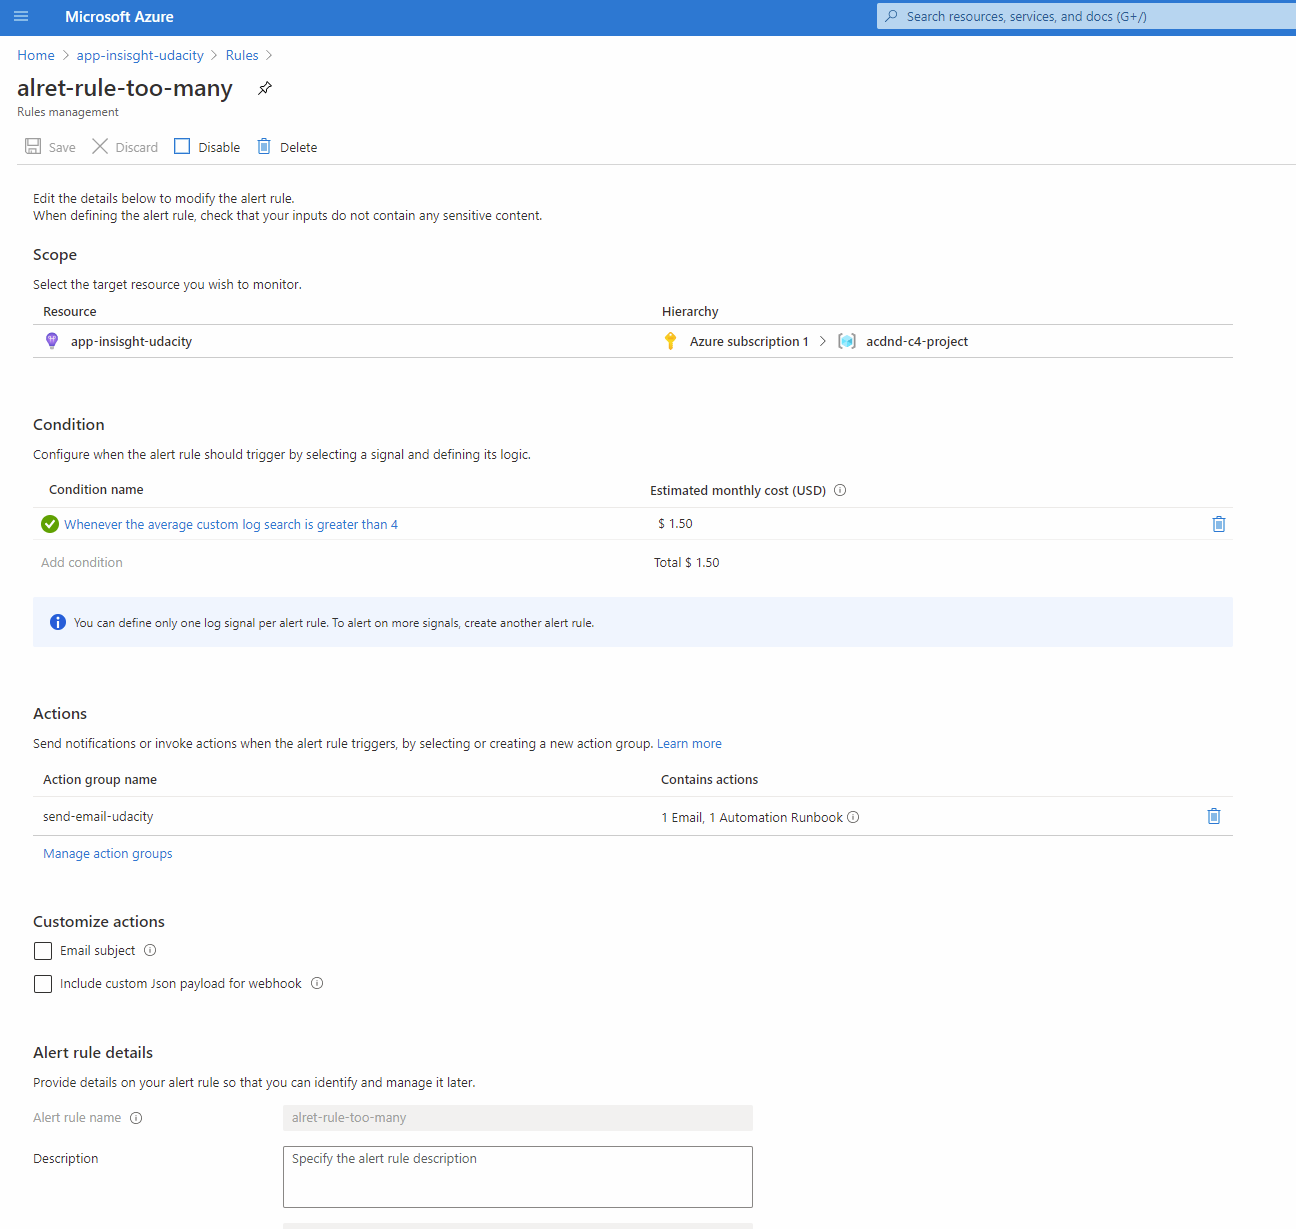 Microsoft Azure
Search resources, services, and docs (G+/)
Home > app-insisght-udacity > Rules >
alret-rule-too-many
Rules management
Save Discard Disable Delete
Edit the details below to modify the alert rule.
When defining the alert rule, check that your inputs do not contain any sensitive content.
Scope
Select the target resource you wish to monitor.
Resource Hierarchy
app-insisght-udacity Azure subscription 1 > acdnd-c4-project
Condition
Configure when the alert rule should trigger by selecting a signal and defining its logic.
Condition name Estimated monthly cost (USD)
Whenever the average custom log search is greater than 4 $ 1.50
Add condition Total $ 1.50
You can define only one log signal per alert rule. To alert on more signals, create another alert rule.
Actions
Send notifications or invoke actions when the alert rule triggers, by selecting or creating a new action group. Learn more
Action group name Contains actions
send-email-udacity 1 Email, 1 Automation Runbook
Manage action groups
Customize actions
Email subject
Include custom Json payload for webhook
Alert rule details
Provide details on your alert rule so that you can identify and manage it later.
Alert rule name alret-rule-too-many
Description Specify the alert rule description